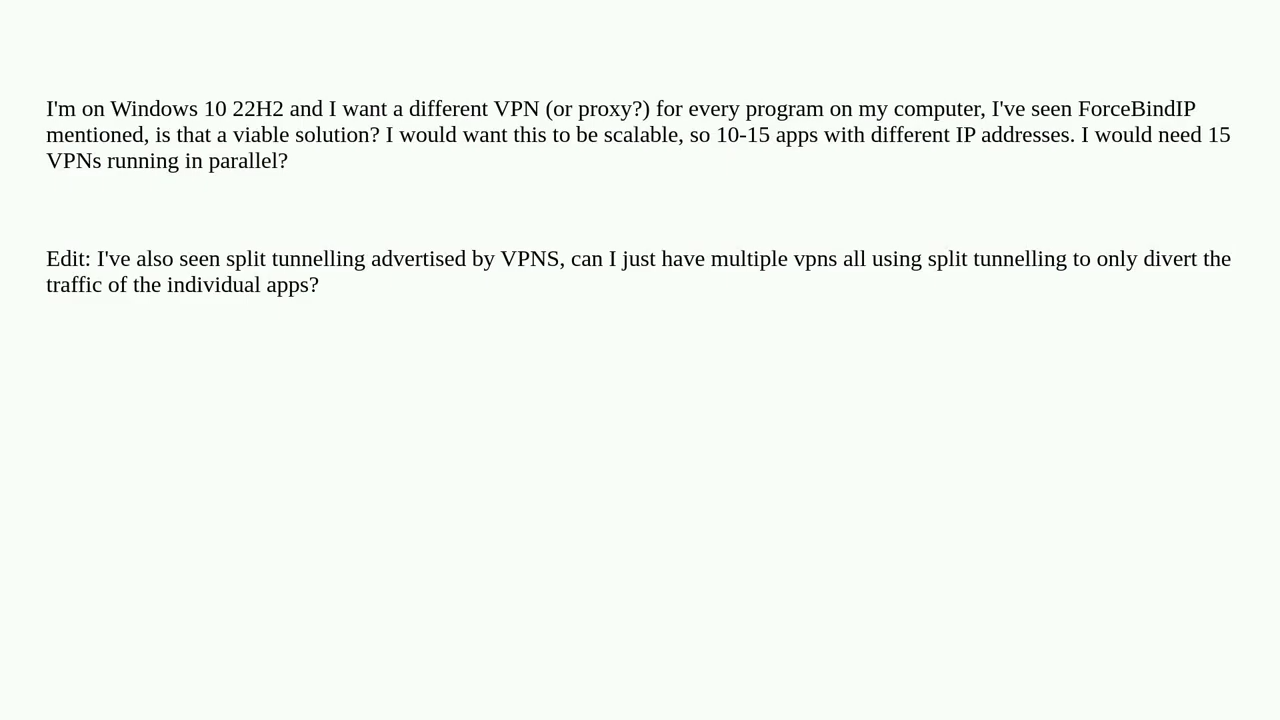 I'm on Windows 10 22H2 and I want a different VPN (or proxy?) for every program on my computer, I've seen ForceBindIP
mentioned, is that a viable solution? I would want this to be scalable, so 10-15 apps with different IP addresses. I would need 15
VPNs running in parallel?
Edit: I've also seen split tunnelling advertised by VPNS, can I just have multiple vpns all using split tunnelling to only divert the
traffic of the individual apps?